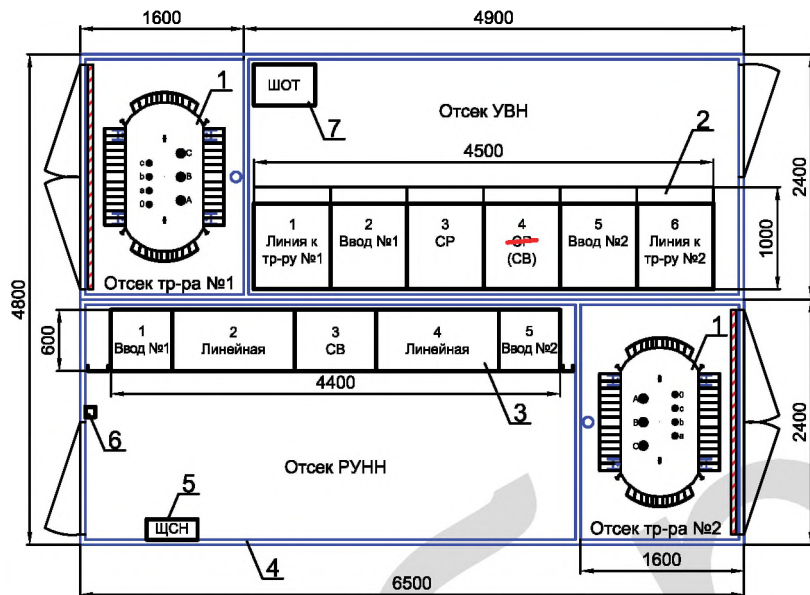 1600
4900
1
ШОТ
7
Отсек УВН
4500
2
c
b
a
0
C
B
A
1
Линия к
тр-ру №1
2
Ввод №1
3
СР
4
СР
(СВ)
5
Ввод №2
6
Линия к
тр-ру №2
1000
2400
Отсек тр-ра №1
4800
600
1
Ввод №1
2
Линейная
3
СВ
4
Линейная
5
Ввод №2
4400
3
1
A
B
C
0
c
b
a
2400
6
Отсек РУНН
5
ЩСН
4
Отсек тр-ра №2
1600
6500